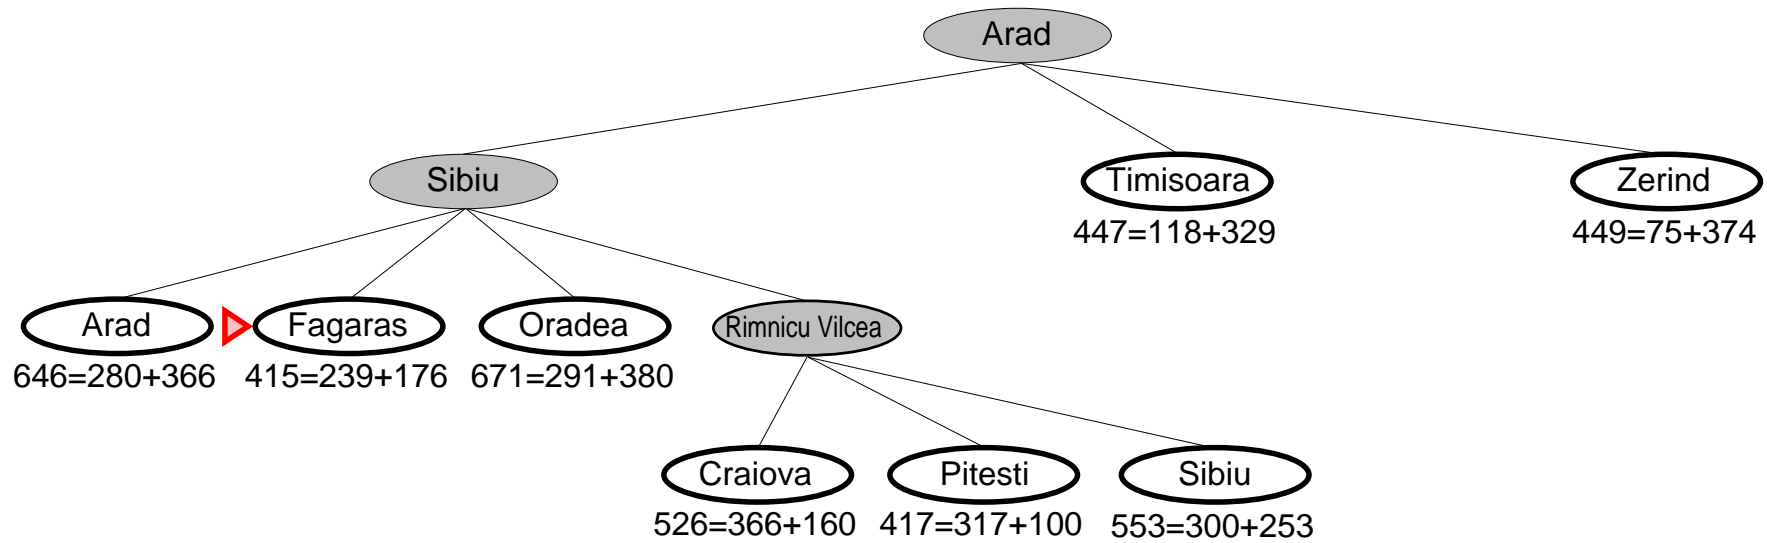 Arad
Sibiu
Timisoara
Zerind
447=118+329
449=75+374
Arad
Fagaras
Oradea
Rimnicu Vilcea
646=280+366
415=239+176
671=291+380
Craiova
Pitesti
Sibiu
526=366+160
417=317+100
553=300+253